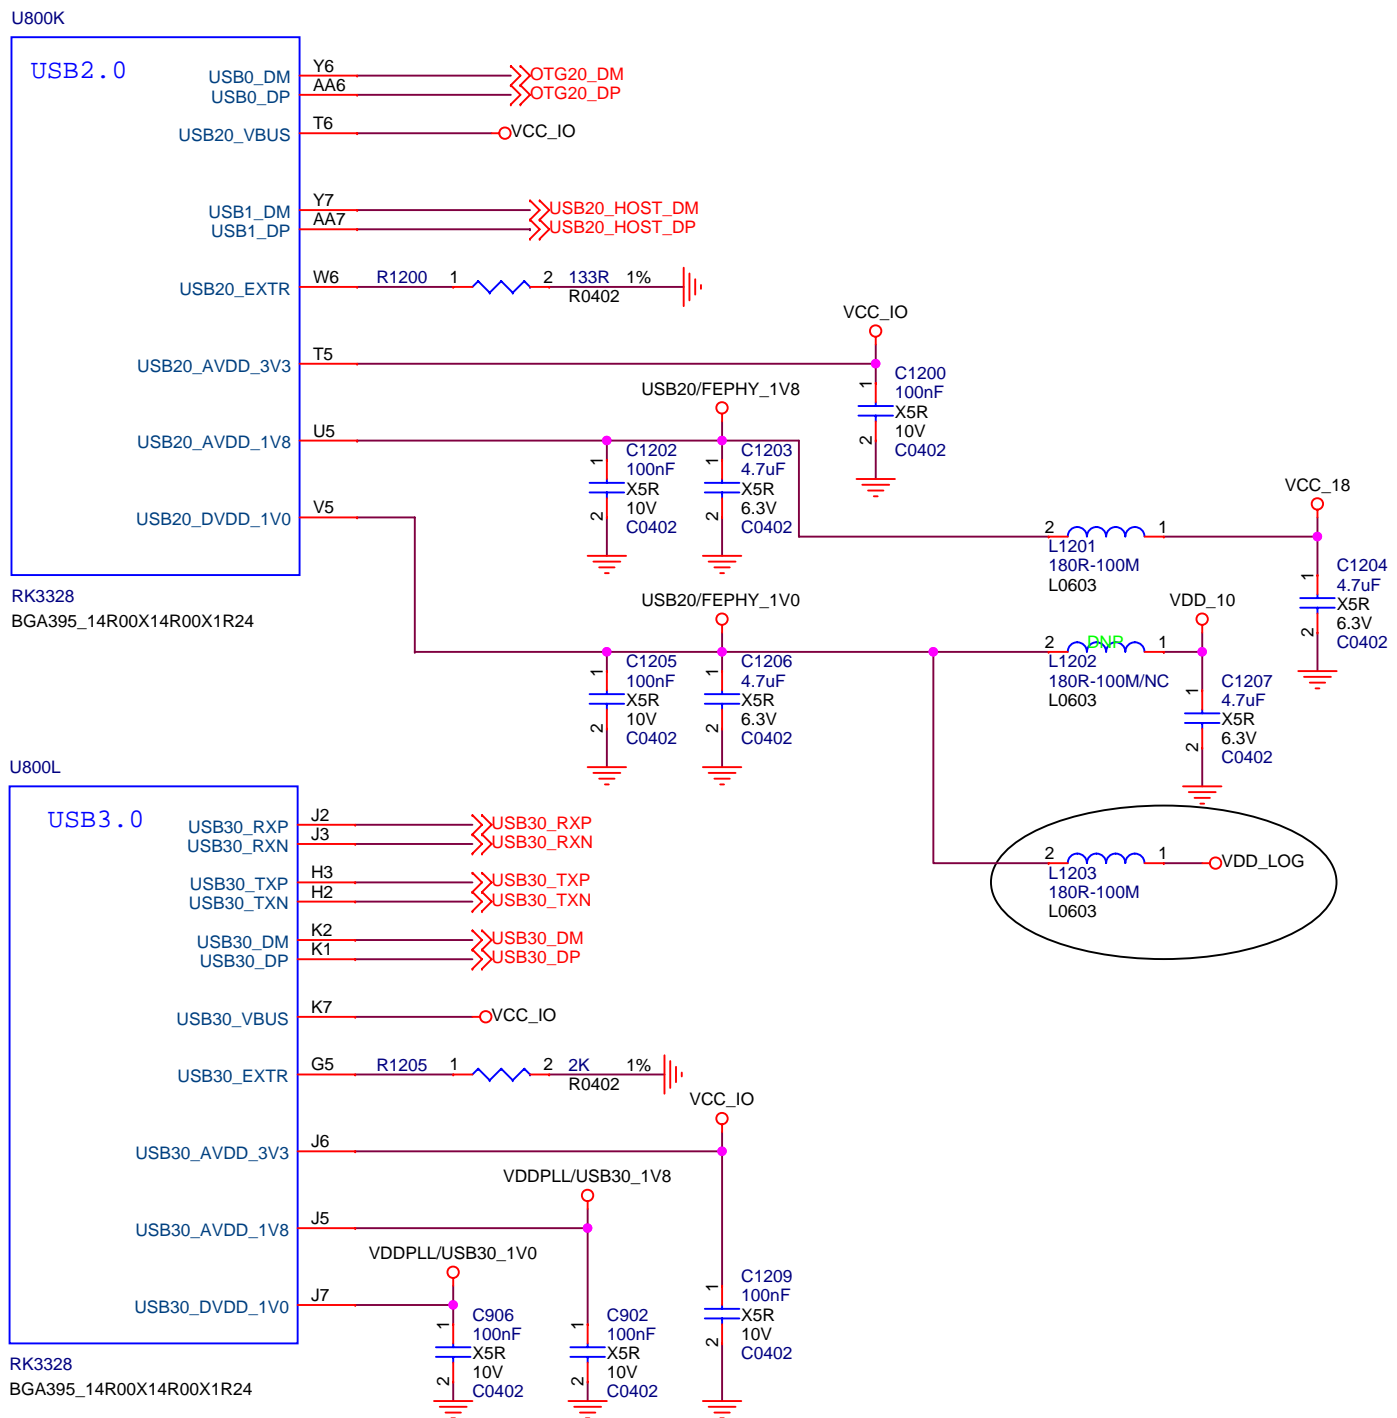 U800K
USB2.0
USB0_DM Y6 OTG20_DM
USB0_DP AA6 OTG20_DP
USB20_VBUS T6 VCC_IO
USB1_DM Y7 USB20_HOST_DM
USB1_DP AA7 USB20_HOST_DP
USB20_EXTR W6 R1200 1 2 133R 1%
R0402
VCC_IO
USB20_AVDD_3V3 T5
1 C1200
100nF
X5R
10V
2 C0402
USB20/FEPHY_1V8
USB20_AVDD_1V8 U5
1 C1202
100nF
X5R
10V
2 C0402
1 C1203
4.7uF
X5R
6.3V
2 C0402
VCC_18
2 1
L1201
180R-100M
L0603
1 C1204
4.7uF
X5R
6.3V
2 C0402
USB20_DVDD_1V0 V5
RK3328
BGA395_14R00X14R00X1R24
USB20/FEPHY_1V0
VDD_10
1 C1205
100nF
X5R
10V
2 C0402
1 C1206
4.7uF
X5R
6.3V
2 C0402
2 DNP 1
L1202
180R-100M/NC
L0603
1 C1207
4.7uF
X5R
6.3V
2 C0402
2 1 VDD_LOG
L1203
180R-100M
L0603
U800L
USB3.0
USB30_RXP J2 USB30_RXP
USB30_RXN J3 USB30_RXN
USB30_TXP H3 USB30_TXP
USB30_TXN H2 USB30_TXN
USB30_DM K2 USB30_DM
USB30_DP K1 USB30_DP
USB30_VBUS K7 VCC_IO
USB30_EXTR G5 R1205 1 2 2K 1%
R0402
VCC_IO
USB30_AVDD_3V3 J6
VDDPLL/USB30_1V8
USB30_AVDD_1V8 J5
VDDPLL/USB30_1V0
USB30_DVDD_1V0 J7
1 C906
100nF
X5R
10V
2 C0402
1 C902
100nF
X5R
10V
2 C0402
1 C1209
100nF
X5R
10V
2 C0402
RK3328
BGA395_14R00X14R00X1R24